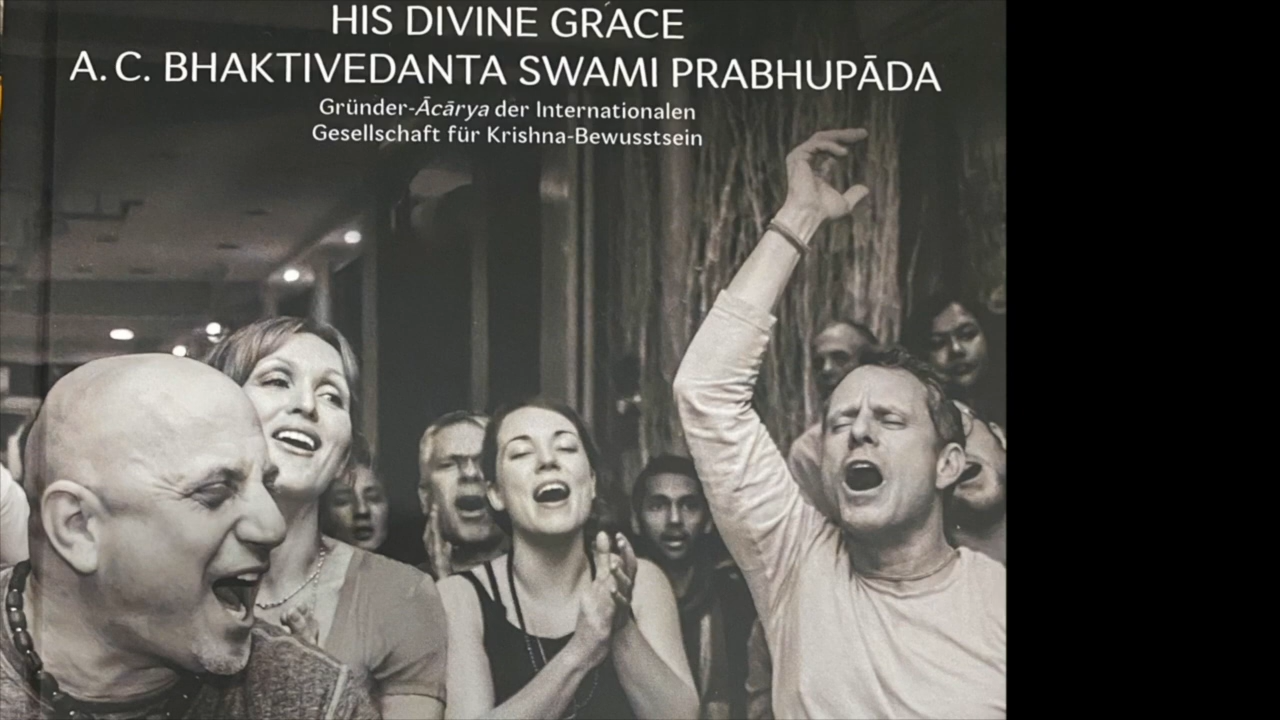 HIS DIVINE GRACE
A. C. BHAKTIVEDANTA SWAMI PRABHUPĀDA
Gründer-Ācārya der Internationalen
Gesellschaft für Krishna-Bewusstsein